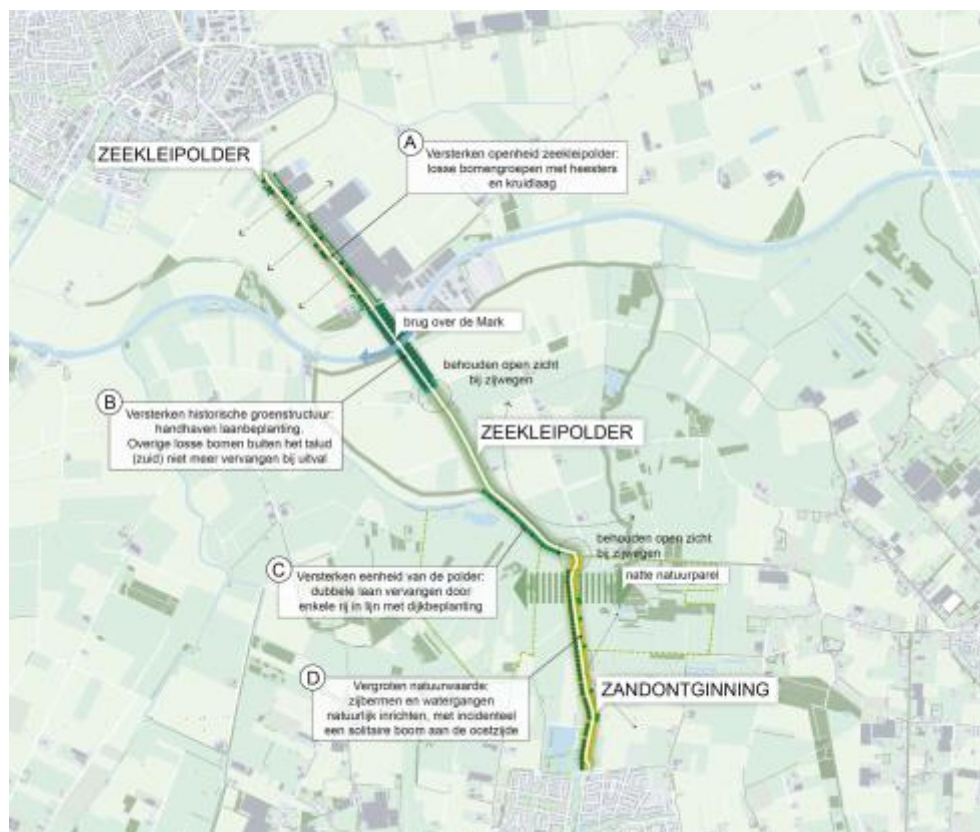 ZEEKLEIPOLDER
A
Versterken openheid zeekleipolder:
losse bomengroepen met heesters
en kruidlaag
brug over de Mark
behouden open zicht
bij zijwegen
B
Versterken historische groenstructuur:
handhaven laanbeplanting.
Overige losse bomen buiten het talud
(zuid) niet meer vervangen bij uitval
ZEEKLEIPOLDER
behouden open zicht
bij zijwegen
C
Versterken eenheid van de polder:
dubbele laan vervangen door
enkele rij in lijn met dijkbeplanting
natte natuurparel
D
Vergroten natuurwaarde:
zijbermen en watergangen
natuurlijk inrichten, met incidenteel
een solitaire boom aan de oostzijde
ZANDONTGINNING